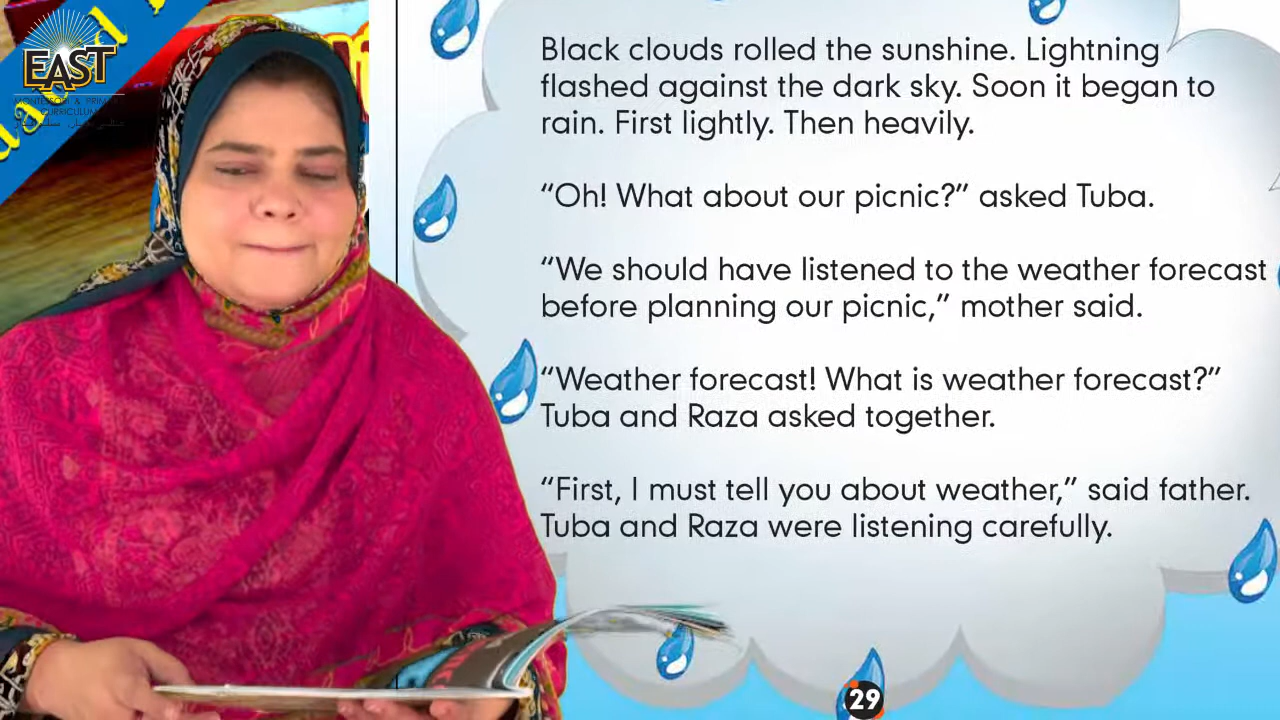 EAST
MONTESSORI & PRIMARY
CURRICULUM
Black clouds rolled the sunshine. Lightning
flashed against the dark sky. Soon it began to
rain. First lightly. Then heavily.
“Oh! What about our picnic?” asked Tuba.
“We should have listened to the weather forecast
before planning our picnic,” mother said.
“Weather forecast! What is weather forecast?”
Tuba and Raza asked together.
“First, I must tell you about weather,” said father.
Tuba and Raza were listening carefully.
29